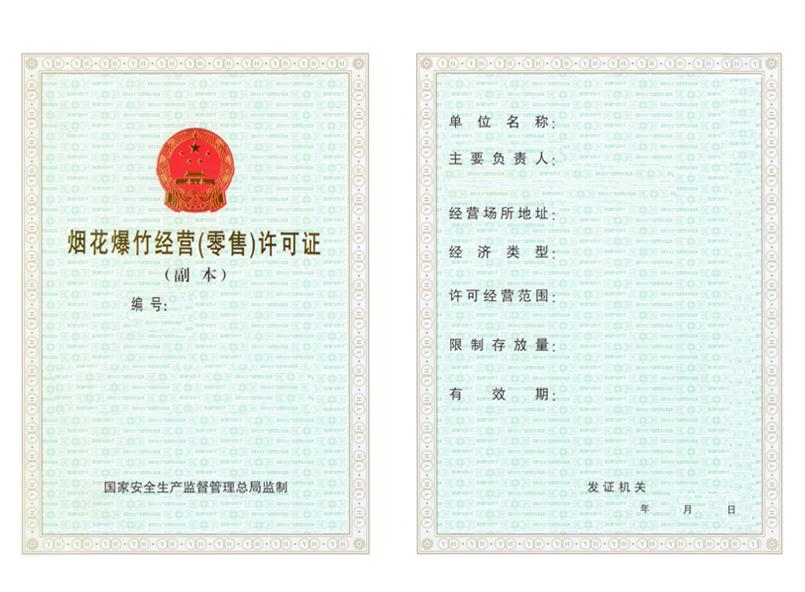 烟花爆竹经营(零售)许可证
(副 本)
编 号:
国家安全生产监督管理总局监制
单 位 名 称:
主 要 负 责 人:
经营场所地址:
经 济 类 型:
许可经营范围:
限 制 存 放 量:
有 效 期:
发证机关
年 月 日